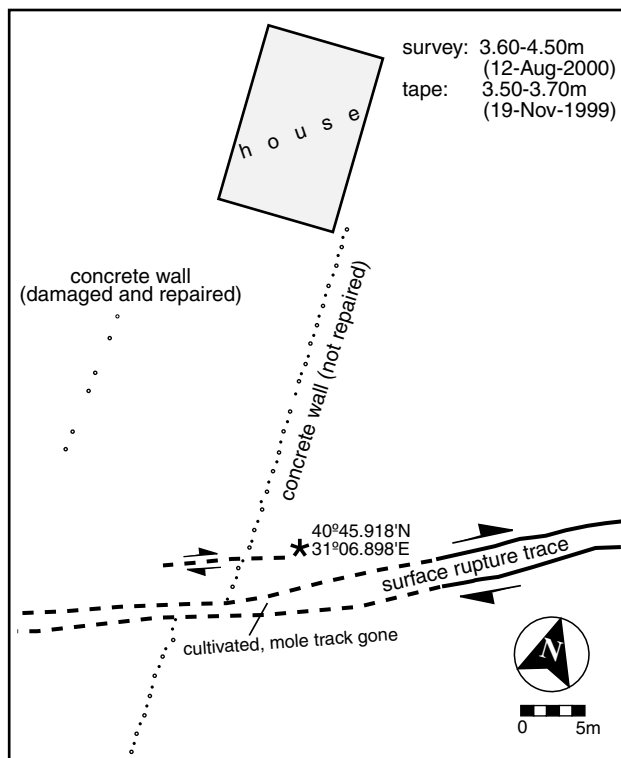 survey: 3.60-4.50m
(12-Aug-2000)
tape: 3.50-3.70m
(19-Nov-1999)
house
concrete wall
(damaged and repaired)
concrete wall (not repaired)
40º45.918'N
31º06.898'E
surface rupture trace
cultivated, mole track gone
N
0 5m